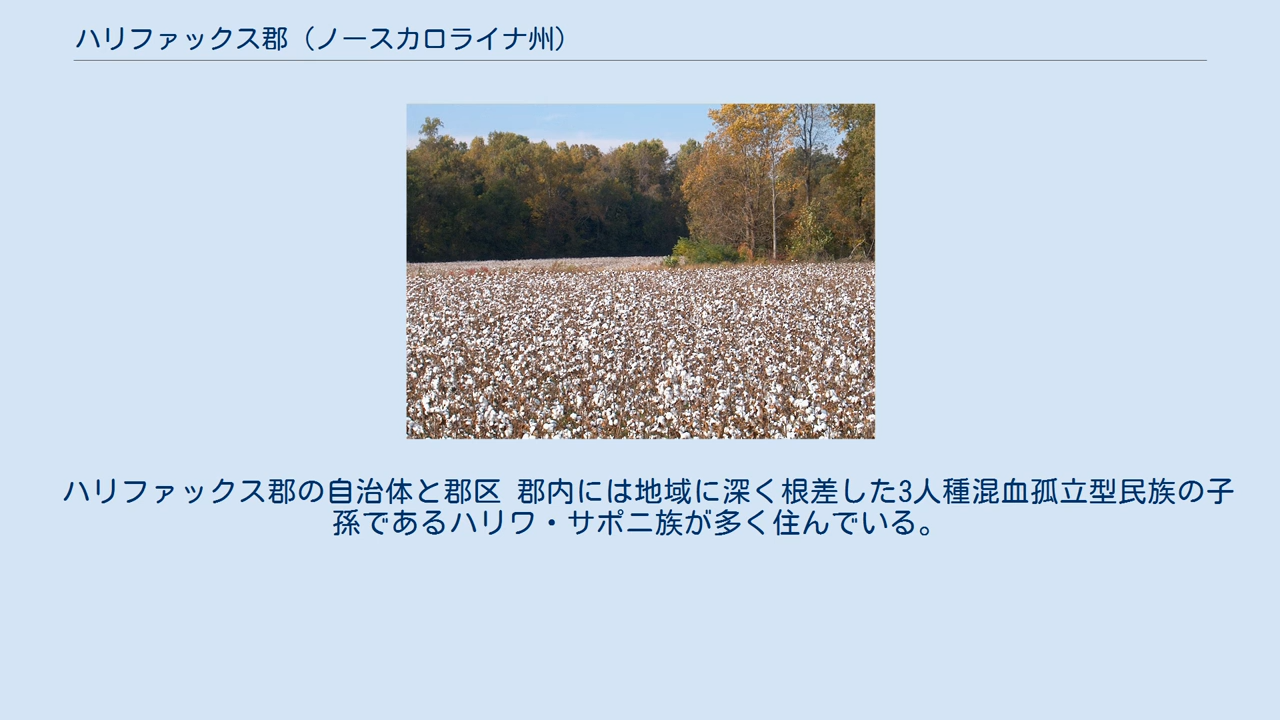 ハリファックス郡（ノースカロライナ州）
ハリファックス郡の自治体と郡区 郡内には地域に深く根差した3人種混血孤立型民族の子
孫であるハリワ・サポニ族が多く住んでいる。